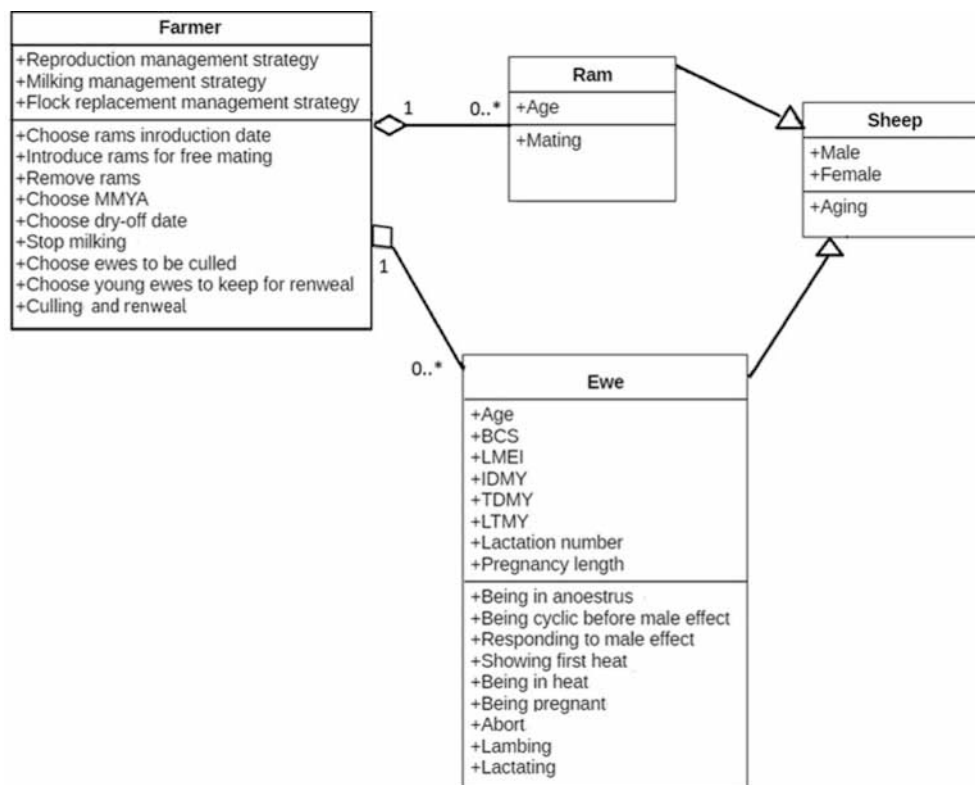 Farmer
+Reproduction management strategy
+Milking management strategy
+Flock replacement management strategy
+Choose rams inroduction date
+Introduce rams for free mating
+Remove rams
+Choose MMYA
+Choose dry-off date
+Stop milking
+Choose ewes to be culled
+Choose young ewes to keep for renweal
+Culling and renweal
1
0..*
Ram
+Age
+Mating
Sheep
+Male
+Female
+Aging
1
0..*
Ewe
+Age
+BCS
+LMEI
+IDMY
+TDMY
+LTMY
+Lactation number
+Pregnancy length
+Being in anoestrus
+Being cyclic before male effect
+Responding to male effect
+Showing first heat
+Being in heat
+Being pregnant
+Abort
+Lambing
+Lactating